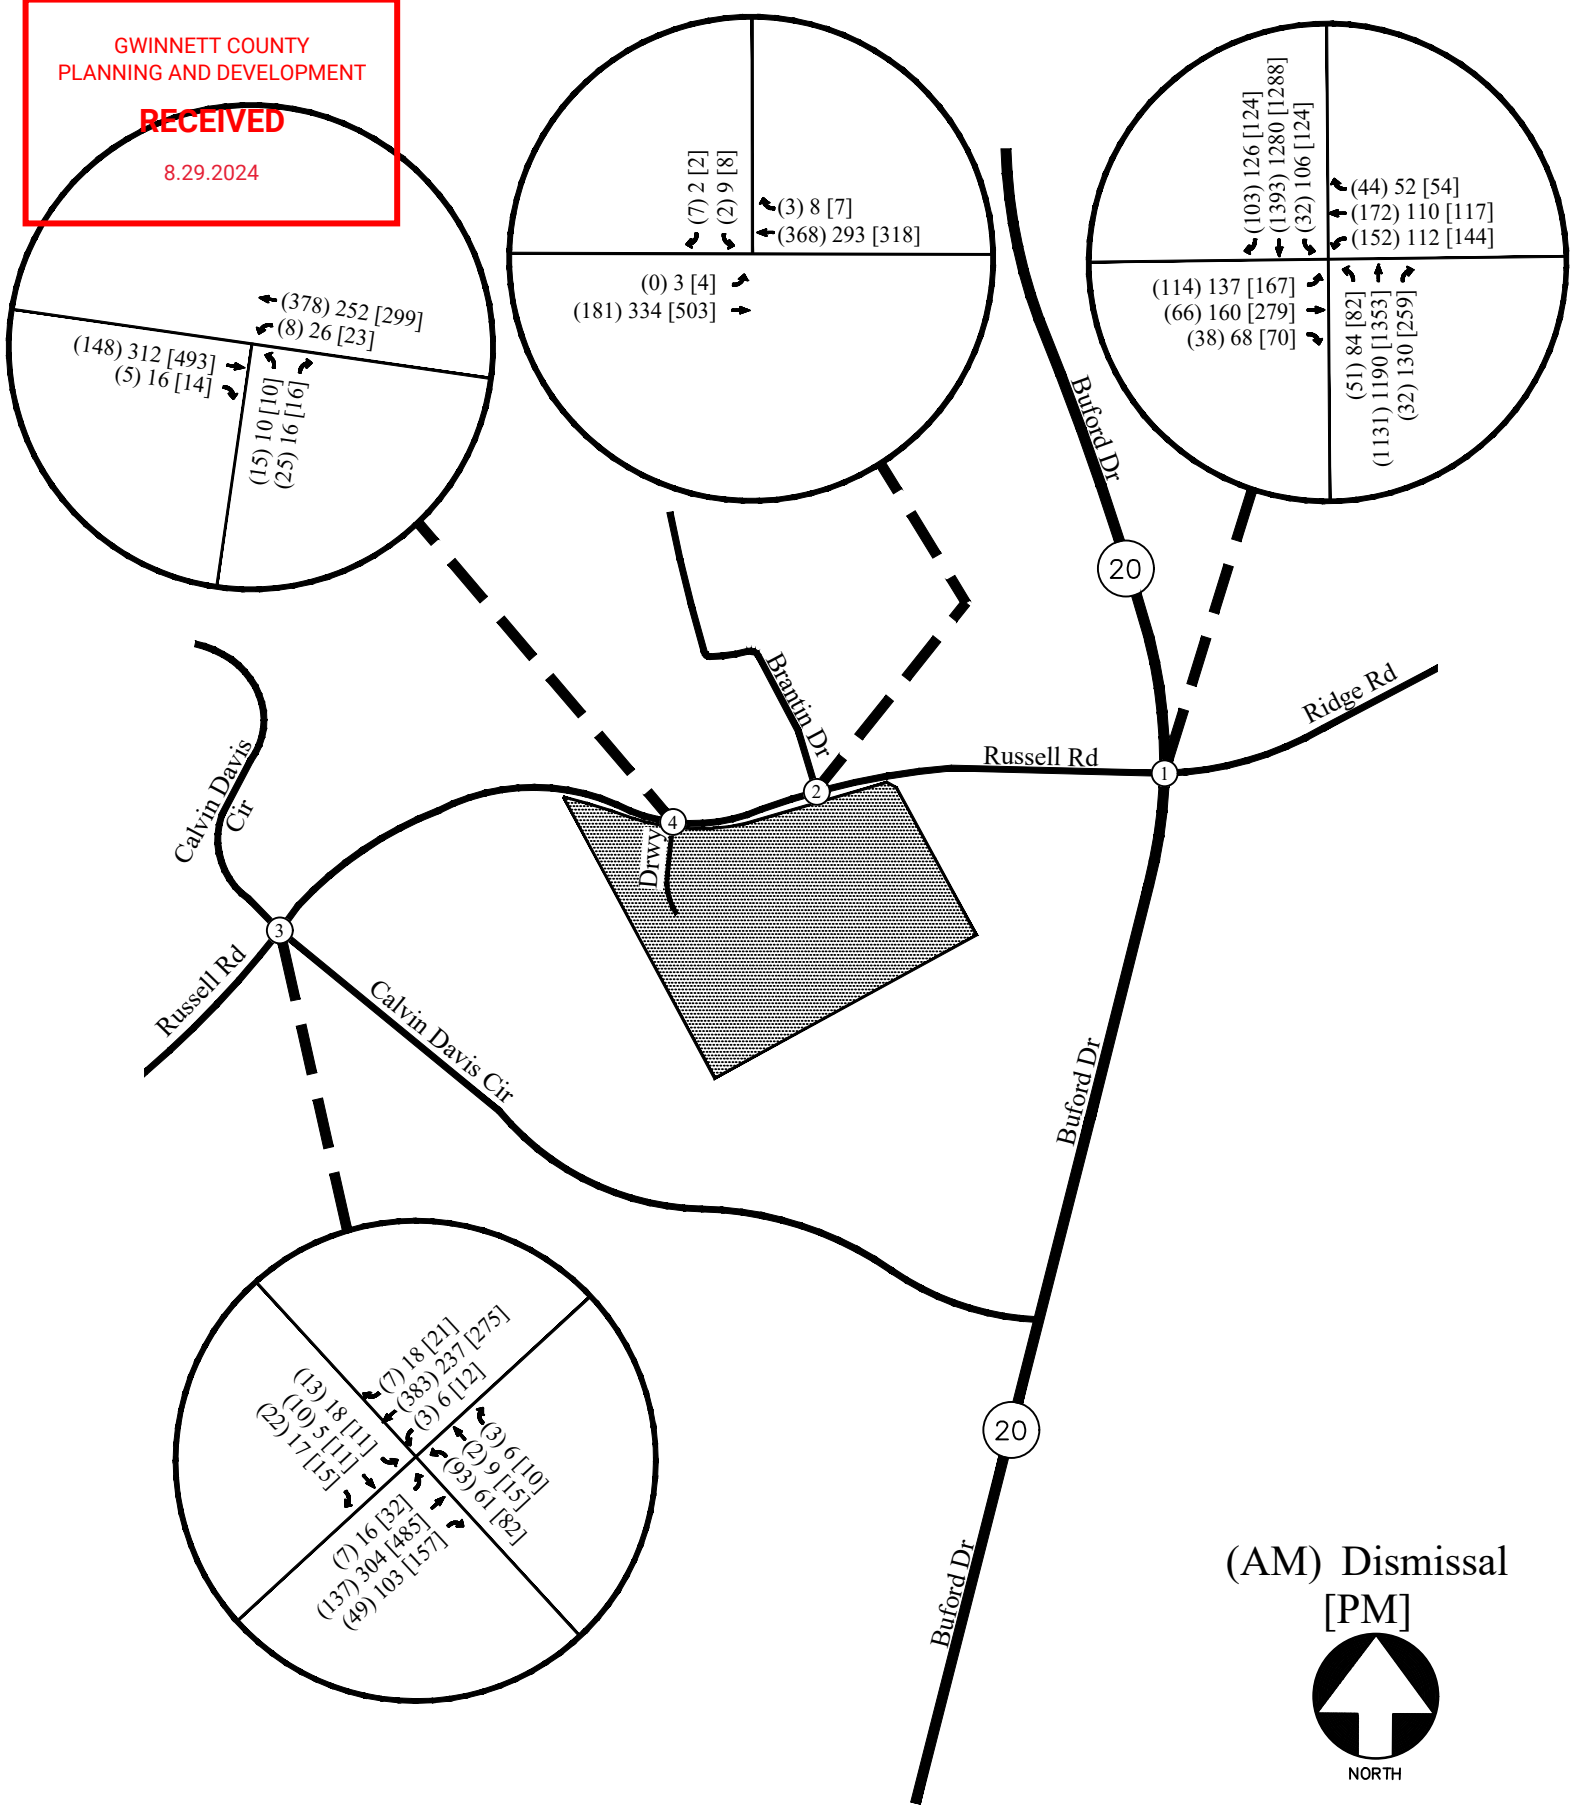 GWINNETT COUNTY
PLANNING AND DEVELOPMENT
RECEIVED
8.29.2024
(378) 252 [299]
(8) 26 [23]
(148) 312 [493]
(5) 16 [14]
(15) 10 [10]
(25) 16 [16]
(7) 2 [2]
(2) 9 [8]
(3) 8 [7]
(368) 293 [318]
(0) 3 [4]
(181) 334 [503]
(103) 126 [124]
(1393) 1280 [1288]
(32) 106 [124]
(44) 52 [54]
(172) 110 [117]
(152) 112 [144]
(114) 137 [167]
(66) 160 [279]
(38) 68 [70]
(51) 84 [82]
(1131) 1190 [1353]
(32) 130 [259]
Buford Dr
20
Brantin Dr
Russell Rd
Ridge Rd
1
2
4
Drwy
Calvin Davis
Cir
3
Russell Rd
Calvin Davis Cir
Buford Dr
20
Buford Dr
(7) 18 [21]
(383) 237 [275]
(3) 6 [12]
(13) 18 [11]
(10) 5 [11]
(22) 17 [15]
(3) 6 [10]
(2) 9 [15]
(93) 61 [82]
(7) 16 [32]
(137) 304 [485]
(49) 103 [157]
(AM) Dismissal
[PM]
NORTH